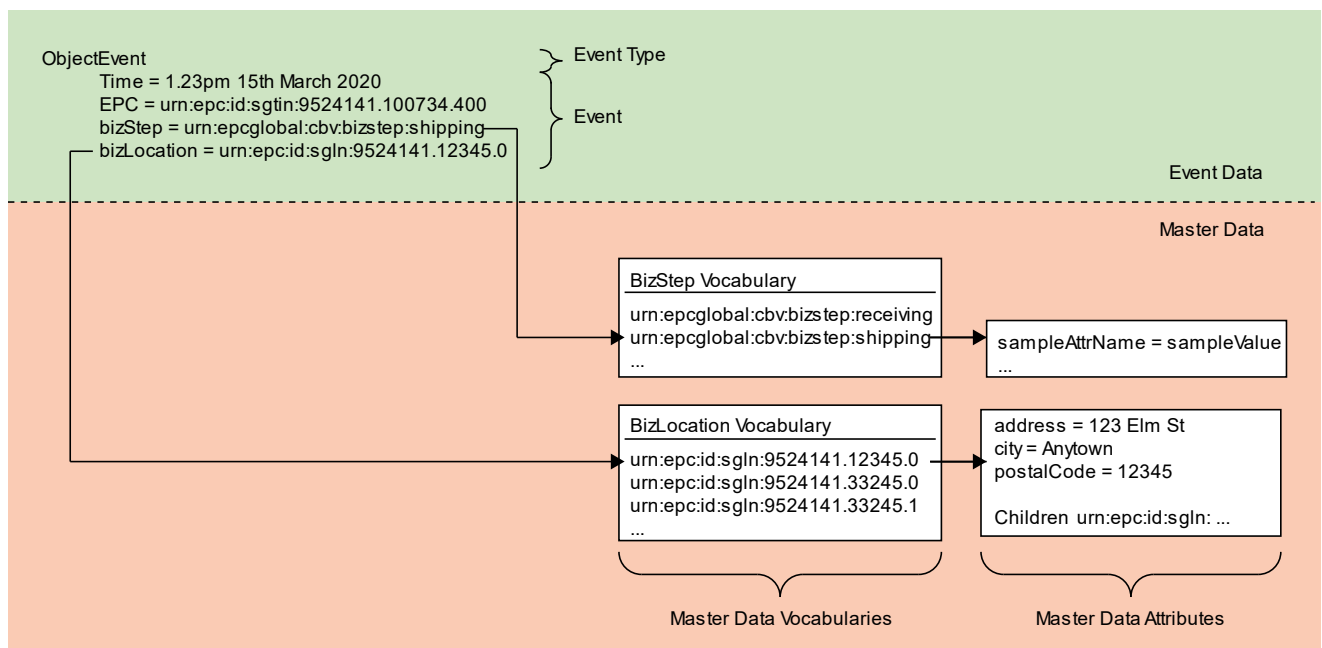 ObjectEvent
Time = 1.23pm 15th March 2020
EPC = urn:epc:id:sgtin:9524141.100734.400
bizStep = urn:epcglobal:cbv:bizstep:shipping
bizLocation = urn:epc:id:sgln:9524141.12345.0
Event Type
Event
Event Data
Master Data
BizStep Vocabulary
urn:epcglobal:cbv:bizstep:receiving
urn:epcglobal:cbv:bizstep:shipping
...
sampleAttrName = sampleValue
...
BizLocation Vocabulary
urn:epc:id:sgln:9524141.12345.0
urn:epc:id:sgln:9524141.33245.0
urn:epc:id:sgln:9524141.33245.1
...
address = 123 Elm St
city = Anytown
postalCode = 12345
Children urn:epc:id:sgln: ...
Master Data Vocabularies
Master Data Attributes